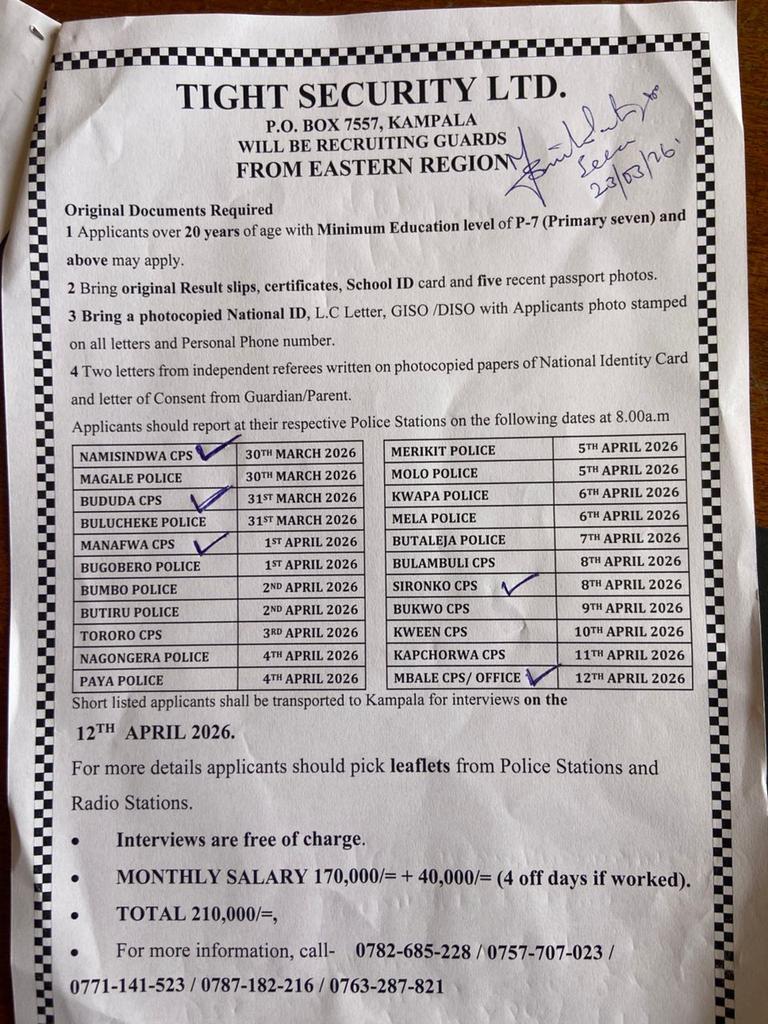 TIGHT SECURITY LTD.
P.O. BOX 7557, KAMPALA
WILL BE RECRUITING GUARDS
FROM EASTERN REGION
Seen
23/03/26
Original Documents Required
1 Applicants over 20 years of age with Minimum Education level of P-7 (Primary seven) and
above may apply.
2 Bring original Result slips, certificates, School ID card and five recent passport photos.
3 Bring a photocopied National ID, L.C Letter, GISO /DISO with Applicants photo stamped
on all letters and Personal Phone number.
4 Two letters from independent referees written on photocopied papers of National Identity Card
and letter of Consent from Guardian/Parent.
Applicants should report at their respective Police Stations on the following dates at 8.00a.m
NAMISINDWA CPS 30TH MARCH 2026
MAGALE POLICE 30TH MARCH 2026
BUDUDA CPS 31ST MARCH 2026
BULUCHEKE POLICE 31ST MARCH 2026
MANAFWA CPS 1ST APRIL 2026
BUGOBERO POLICE 1ST APRIL 2026
BUMBO POLICE 2ND APRIL 2026
BUTIRU POLICE 2ND APRIL 2026
TORORO CPS 3RD APRIL 2026
NAGONGERA POLICE 4TH APRIL 2026
PAYA POLICE 4TH APRIL 2026
MERIKIT POLICE 5TH APRIL 2026
MOLO POLICE 5TH APRIL 2026
KWAPA POLICE 6TH APRIL 2026
MELA POLICE 6TH APRIL 2026
BUTALEJA POLICE 7TH APRIL 2026
BULAMBULI CPS 8TH APRIL 2026
SIRONKO CPS 8TH APRIL 2026
BUKWO CPS 9TH APRIL 2026
KWEEN CPS 10TH APRIL 2026
KAPCHORWA CPS 11TH APRIL 2026
MBALE CPS/ OFFICE 12TH APRIL 2026
Short listed applicants shall be transported to Kampala for interviews on the
12TH APRIL 2026.
For more details applicants should pick leaflets from Police Stations and
Radio Stations.
• Interviews are free of charge.
• MONTHLY SALARY 170,000/= + 40,000/= (4 off days if worked).
• TOTAL 210,000/=,
• For more information, call- 0782-685-228 / 0757-707-023 /
0771-141-523 / 0787-182-216 / 0763-287-821